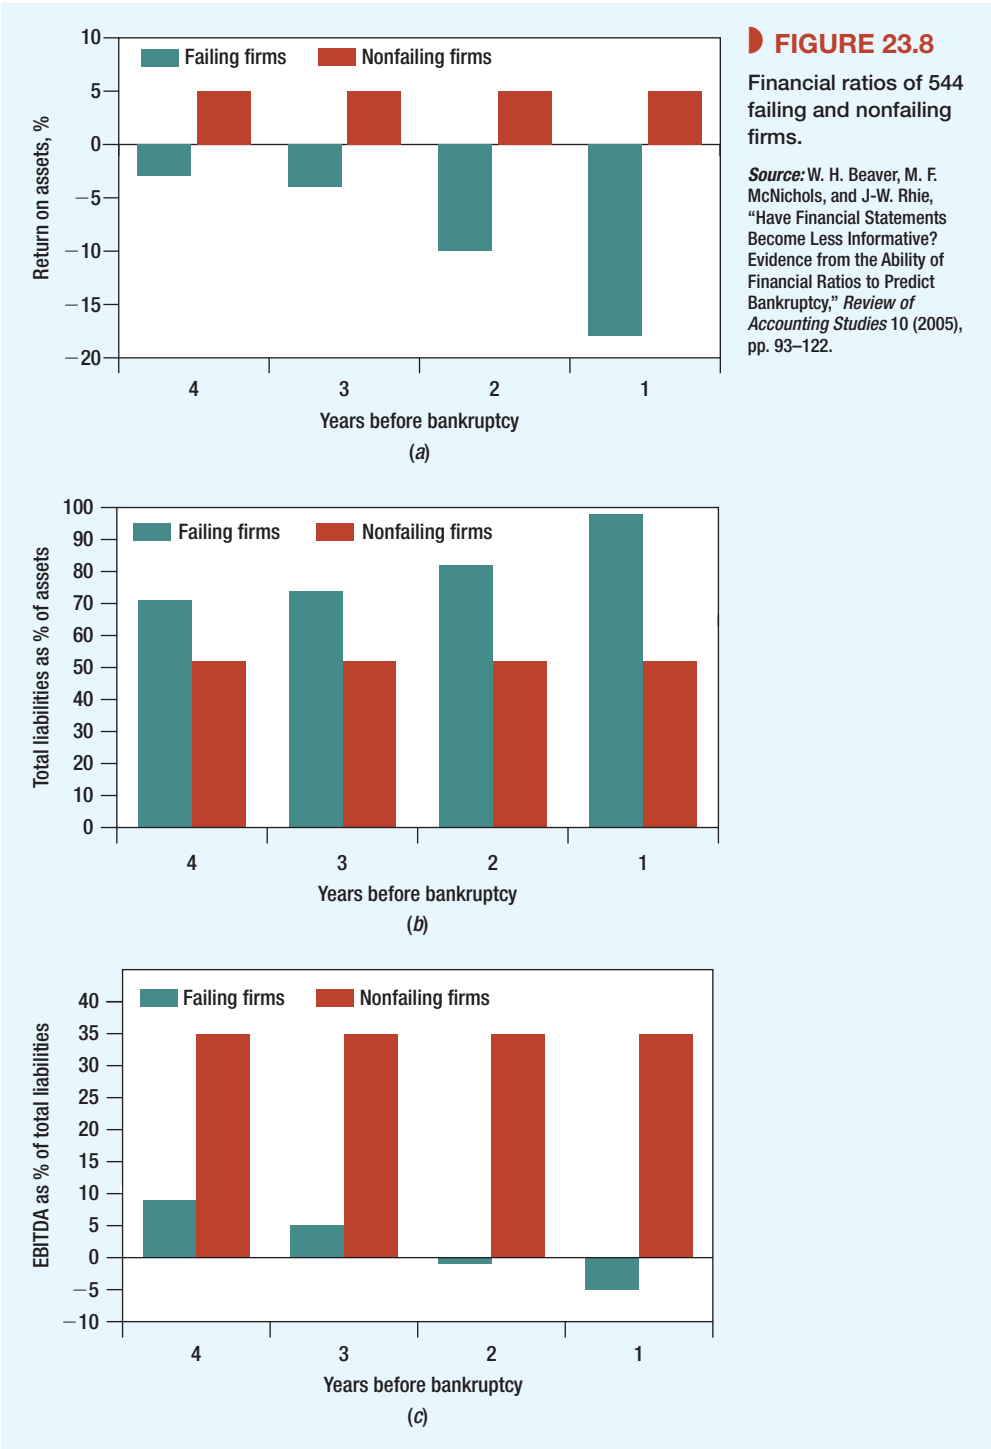 FIGURE 23.8
Financial ratios of 544
failing and nonfailing
firms.
Source: W. H. Beaver, M. F.
McNichols, and J-W. Rhie,
“Have Financial Statements
Become Less Informative?
Evidence from the Ability of
Financial Ratios to Predict
Bankruptcy,” Review of
Accounting Studies 10 (2005),
pp. 93–122.
Failing firms
Nonfailing firms
Return on assets, %
10
5
0
−5
−10
−15
−20
4 3 2 1
Years before bankruptcy
(a)
Failing firms
Nonfailing firms
Total liabilities as % of assets
100
90
80
70
60
50
40
30
20
10
0
4 3 2 1
Years before bankruptcy
(b)
Failing firms
Nonfailing firms
EBITDA as % of total liabilities
40
35
30
25
20
15
10
5
0
−5
−10
4 3 2 1
Years before bankruptcy
(c)